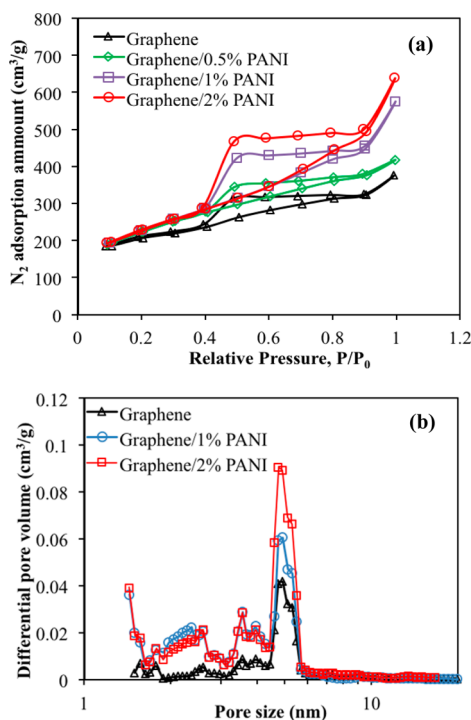 (a)
Graphene
Graphene/0.5% PANI
Graphene/1% PANI
Graphene/2% PANI
N2 adsorption ammount (cm³/g)
800
700
600
500
400
300
200
100
0
0 0.2 0.4 0.6 0.8 1 1.2
Relative Pressure, P/P0
(b)
Graphene
Graphene/1% PANI
Graphene/2% PANI
Differential pore volume (cm³/g)
0.12
0.1
0.08
0.06
0.04
0.02
0
1 10
Pore size (nm)